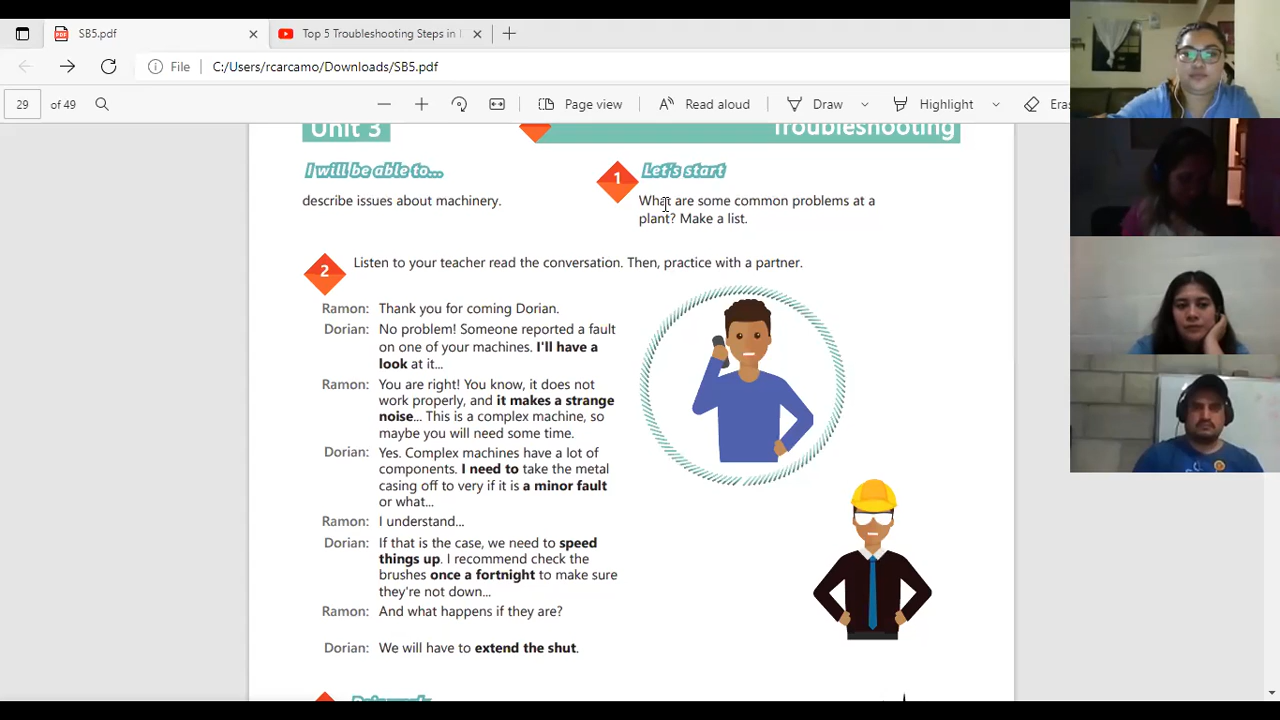 SB5.pdf
Top 5 Troubleshooting Steps in
File
C:/Users/rcarcamo/Downloads/SB5.pdf
29
of 49
Page view
Read aloud
Draw
Highlight
Eras
Unit 3
Troubleshooting
I will be able to...
describe issues about machinery.
1
Let's start
What are some common problems at a
plant? Make a list.
2
Listen to your teacher read the conversation. Then, practice with a partner.
Ramon: Thank you for coming Dorian.
Dorian: No problem! Someone reported a fault
on one of your machines. I'll have a
look at it...
Ramon: You are right! You know, it does not
work properly, and it makes a strange
noise... This is a complex machine, so
maybe you will need some time.
Dorian: Yes. Complex machines have a lot of
components. I need to take the metal
casing off to very if it is a minor fault
or what...
Ramon: I understand...
Dorian: If that is the case, we need to speed
things up. I recommend check the
brushes once a fortnight to make sure
they're not down...
Ramon: And what happens if they are?
Dorian: We will have to extend the shut.